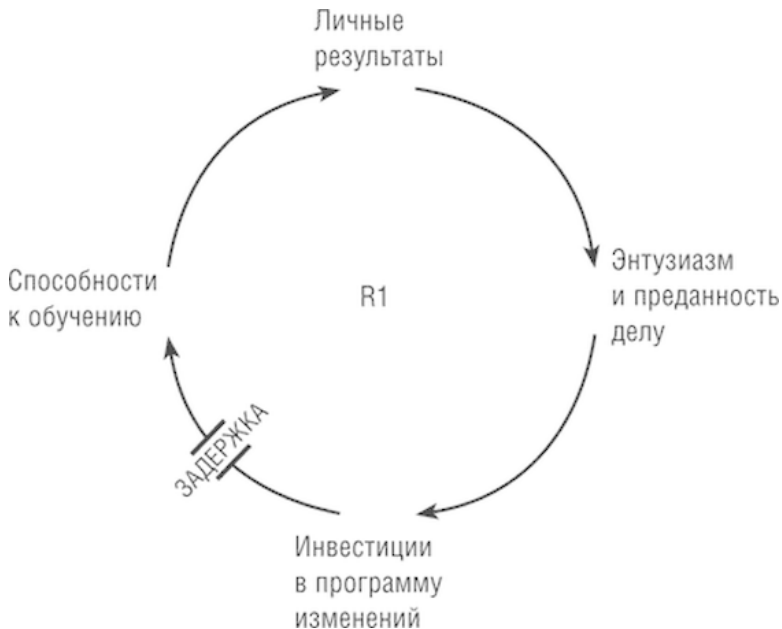 Личные
результаты
Энтузиазм
и преданность
делу
Способности
к обучению
R1
ЗАДЕРЖКА
Инвестиции
в программу
изменений